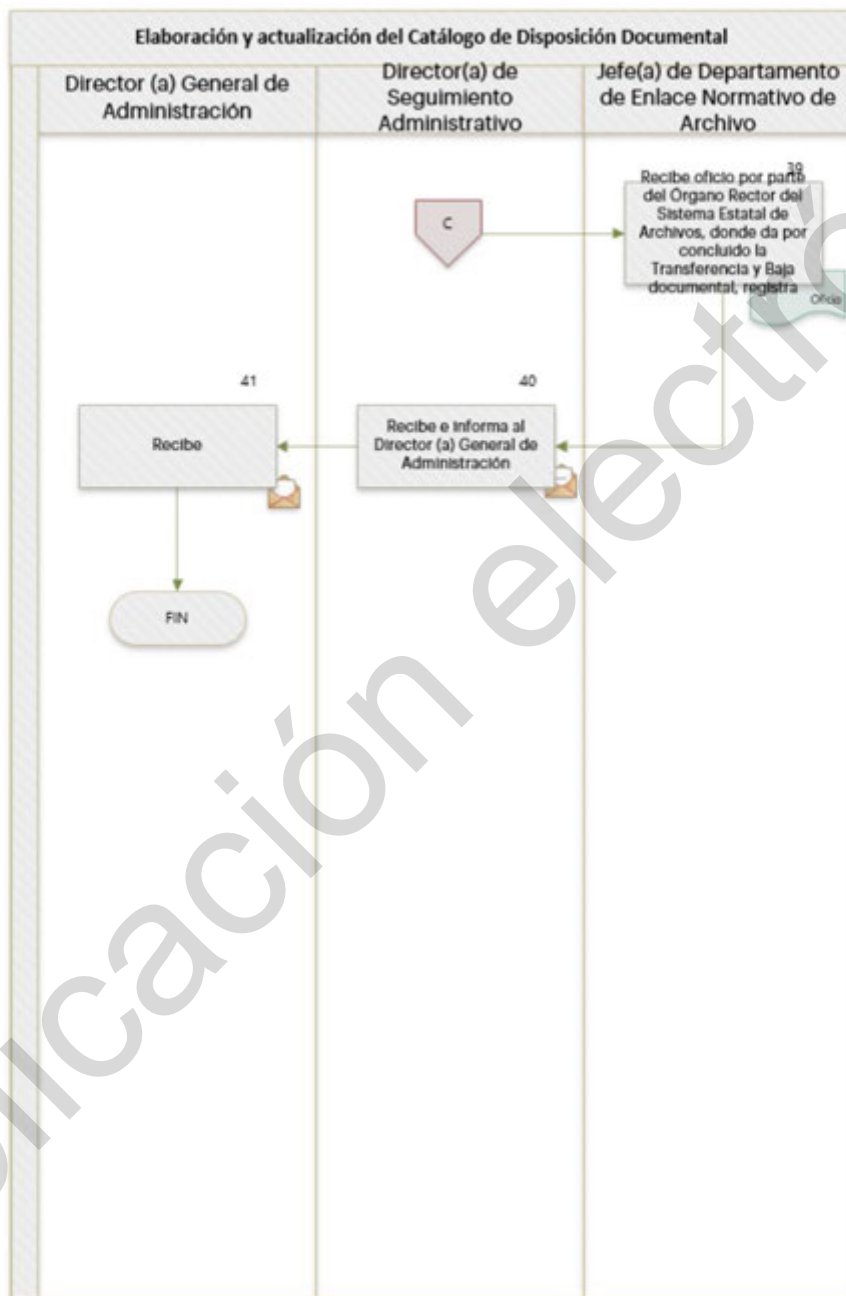 Elaboración y actualización del Catálogo de Disposición Documental
Director (a) General de
Administración
Director(a) de
Seguimiento
Administrativo
Jefe(a) de Departamento
de Enlace Normativo de
Archivo
C
39
Recibe oficio por parte
del Órgano Rector del
Sistema Estatal de
Archivos, donde da por
concluido la
Transferencia y Baja
documental, registra
Oficio
41
Recibe
40
Recibe e informa al
Director (a) General de
Administración
FIN